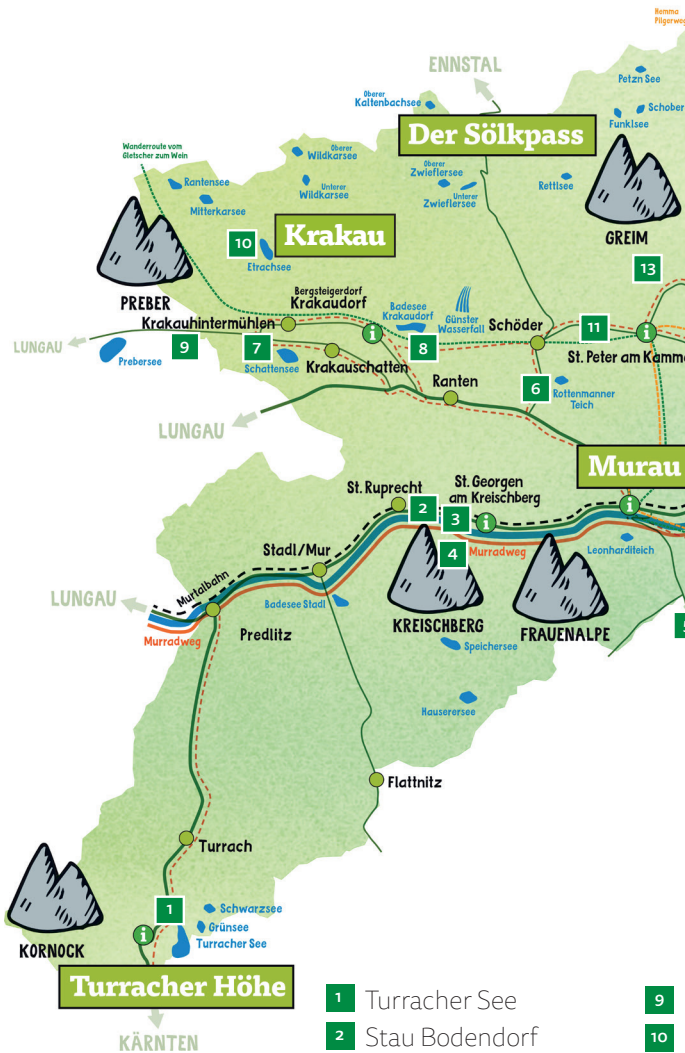 Hemma
Pilgerweg
ENNSTAL
Petzn See
Oberer
Kaltenbachsee
Schober
Funklsee
Der Sölkpass
Wanderroute vom
Gletscher zum Wein
Oberer
Wildkarsee
Oberer
Zwieflersee
Rettlsee
Rantensee
Unterer
Wildkarsee
Unterer
Zwieflersee
Mitterkarsee
Krakau
GREIM
10
Etrachsee
13
PREBER
Bergsteigerdorf
Krakaudorf
Badesee
Krakaudorf
Günster
Wasserfall
Krakauhintermühlen
Schöder
11
i
i
St. Peter am Kamme
LUNGAU
9
7
8
Prebersee
Schattensee
Krakauschatten
6
Ranten
Rottenmanner
Teich
LUNGAU
Murau
St. Ruprecht
St. Georgen
am Kreischberg
2
3
i
i
4
Murradweg
Leonharditeich
Stadl/Mur
Murtalbahn
LUNGAU
Badesee Stadl
KREISCHBERG
FRAUENALPE
5
Predlitz
Murradweg
Speichersee
Hauserersee
Flattnitz
Turrach
1
Schwarzsee
Grünsee
i
Turracher See
KORNOCK
Turracher Höhe
KÄRNTEN
1 Turracher See
2 Stau Bodendorf
9
10